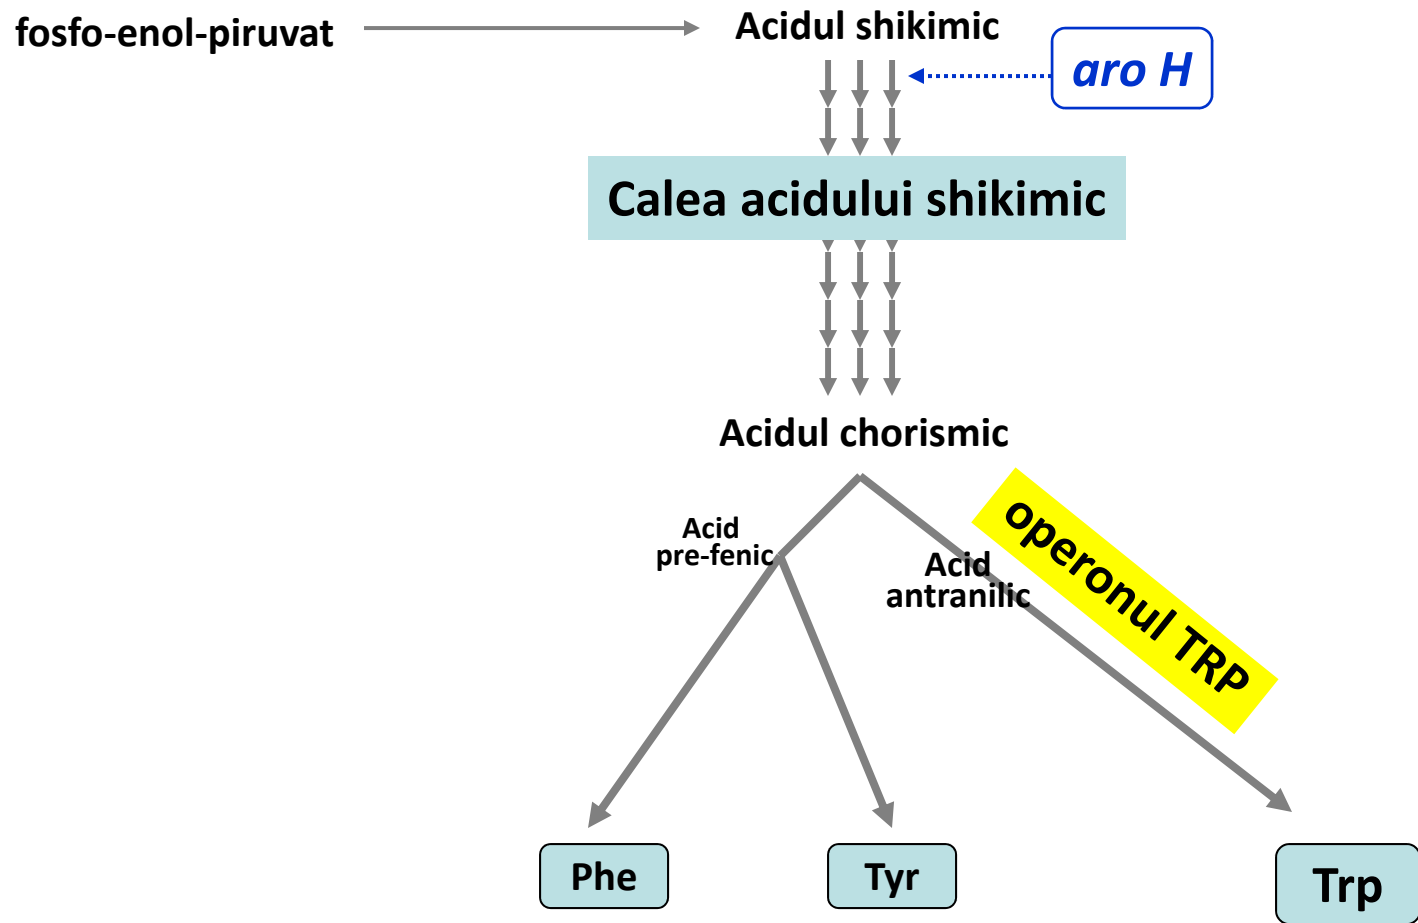 fosfo-enol-piruvat
Acidul shikimic
aro H
Calea acidului shikimic
Acidul chorismic
Acid
pre-fenic
Acid
antranilic
operonul TRP
Phe
Tyr
Trp